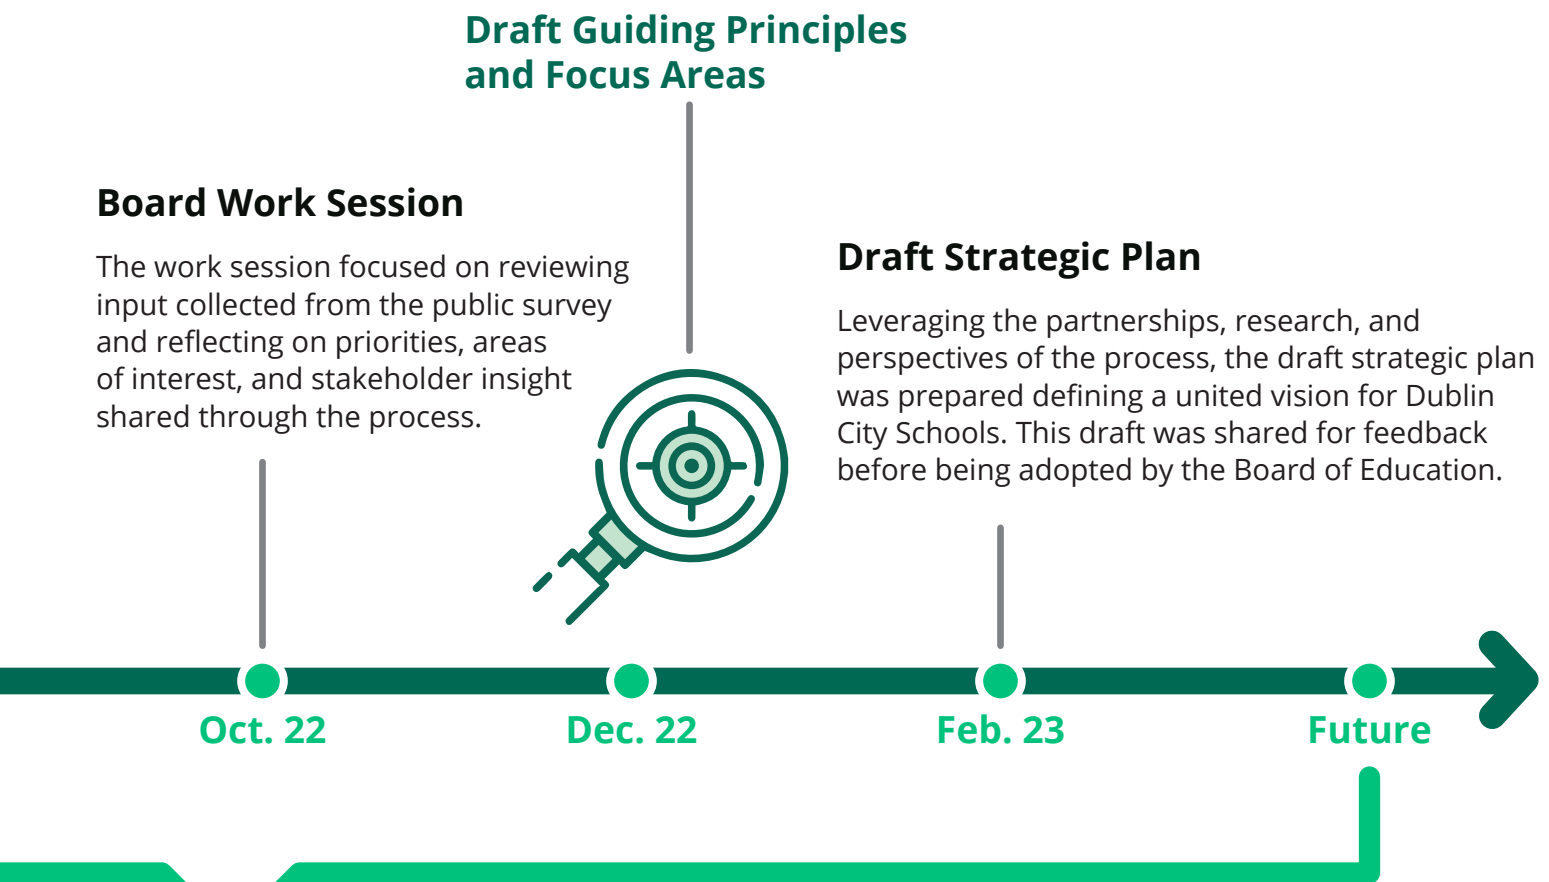 Draft Guiding Principles
and Focus Areas
Board Work Session
The work session focused on reviewing
input collected from the public survey
and reflecting on priorities, areas
of interest, and stakeholder insight
shared through the process.
Draft Strategic Plan
Leveraging the partnerships, research, and
perspectives of the process, the draft strategic plan
was prepared defining a united vision for Dublin
City Schools. This draft was shared for feedback
before being adopted by the Board of Education.
Oct. 22
Dec. 22
Feb. 23
Future